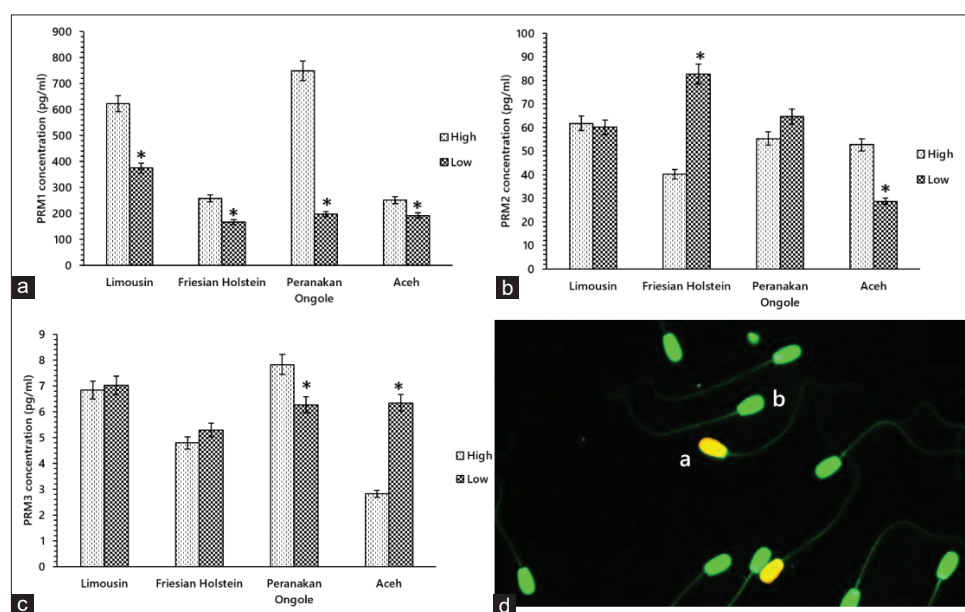 PRM1 concentration (pg/ml)
900
800
700
600
500
400
300
200
100
0
*
*
*
*
High
Low
Limousin
Friesian Holstein
Peranakan
Ongole
Aceh
a
PRM2 concentration (pg/ml)
100
90
80
70
60
50
40
30
20
10
0
*
*
High
Low
Limousin
Friesian Holstein
Peranakan
Ongole
Aceh
b
PRM3 concentration (pg/ml)
9
8
7
6
5
4
3
2
1
0
*
*
High
Low
Limousin
Friesian Holstein
Peranakan
Ongole
Aceh
c
b
a
d